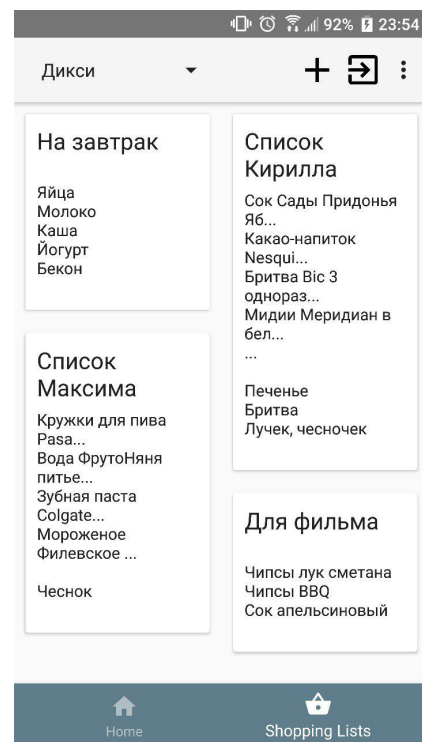 92% 23:54
Дикси
На завтрак
Яйца
Молоко
Каша
Йогурт
Бекон
Список
Максима
Кружки для пива
Pasa...
Вода ФрутоНяня
питье...
Зубная паста
Colgate...
Мороженое
Филевское ...
Чеснок
Список
Кирилла
Сок Сады Придонья
Яб...
Какао-напиток
Nesqui...
Бритва Bic 3
однораз...
Мидии Меридиан в
бел...
...
Печенье
Бритва
Лучек, чесночек
Для фильма
Чипсы лук сметана
Чипсы BBQ
Сок апельсиновый
Home
Shopping Lists